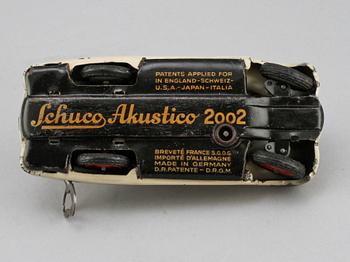 PATENTS APPLIED FOR
IN ENGLAND-SCHWEIZ-
U.S.A.-JAPAN-ITALIA
Schuco Akustico 2002
BREVETÉ FRANCE S.G.D.G.
IMPORTÉ D'ALLEMAGNE
MADE IN GERMANY
D.R.PATENTE-D.R.G.M.